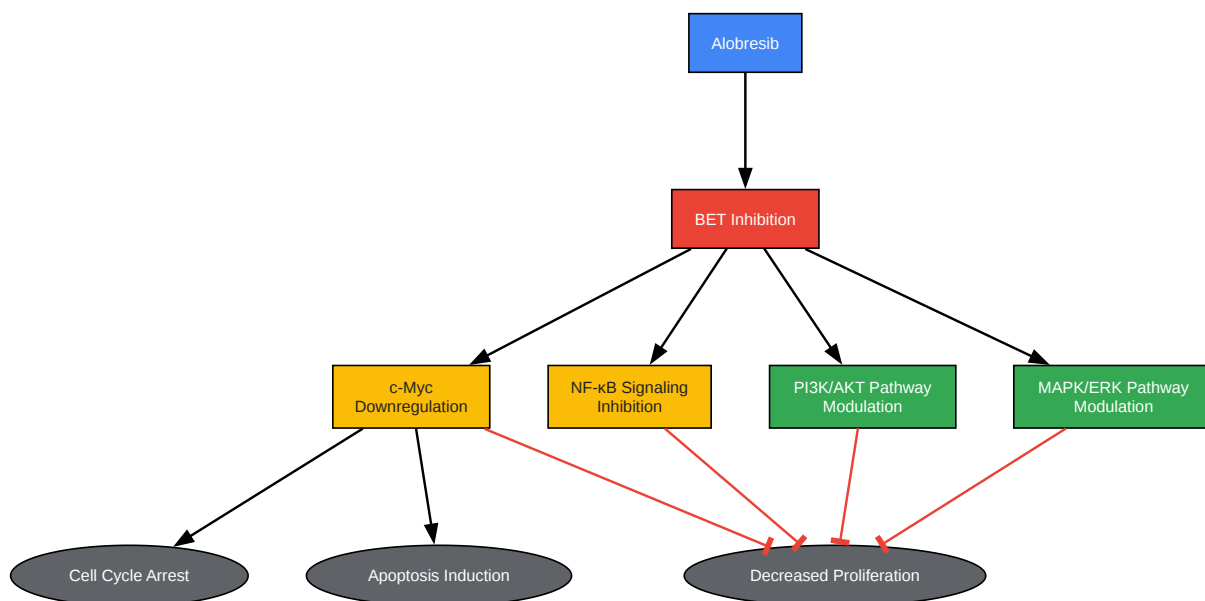 Alobresib
BET Inhibition
c-Myc
Downregulation
NF-κB Signaling
Inhibition
PI3K/AKT Pathway
Modulation
MAPK/ERK Pathway
Modulation
Cell Cycle Arrest
Apoptosis Induction
Decreased Proliferation